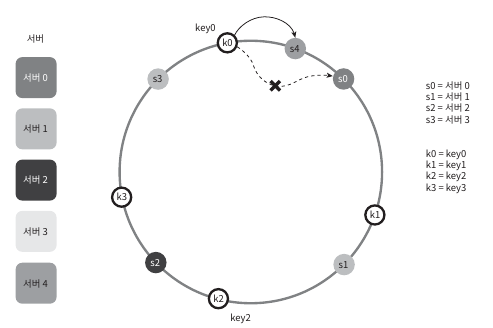 서버
서버 0
서버 1
서버 2
서버 3
서버 4
key0
k0
s4
s0
s3
k3
k1
s2
s1
k2
key2
s0 = 서버 0
s1 = 서버 1
s2 = 서버 2
s3 = 서버 3
k0 = key0
k1 = key1
k2 = key2
k3 = key3